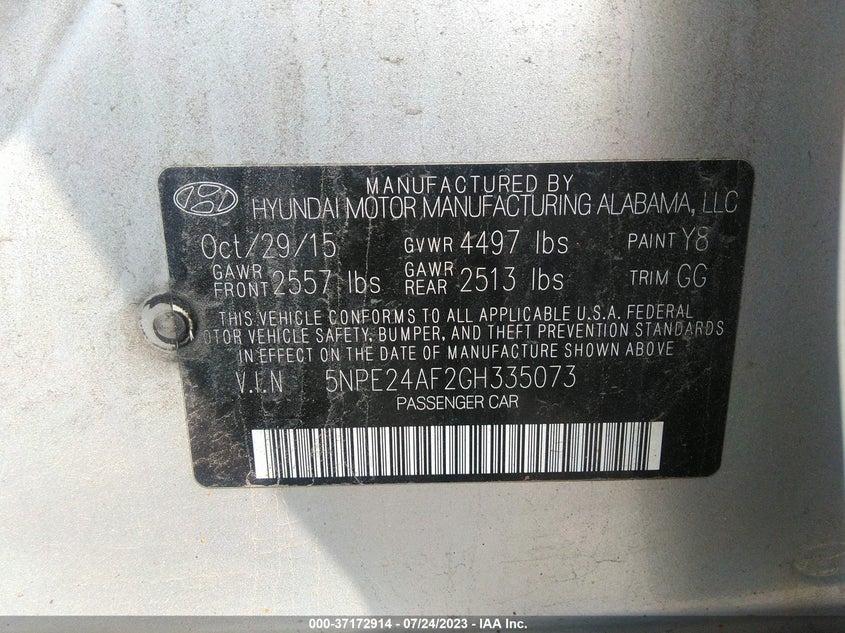 MANUFACTURED BY
HYUNDAI MOTOR MANUFACTURING ALABAMA, LLC
Oct/29/15 GVWR 4497 lbs PAINT Y8
GAWR FRONT 2557 lbs GAWR REAR 2513 lbs TRIM GG
THIS VEHICLE CONFORMS TO ALL APPLICABLE U.S.A. FEDERAL
OTOR VEHICLE SAFETY, BUMPER, AND THEFT PREVENTION STANDARDS
IN EFFECT ON THE DATE OF MANUFACTURE SHOWN ABOVE
V.I.N 5NPE24AF2GH335073
PASSENGER CAR
000-37172914 - 07/24/2023 - IAA Inc.